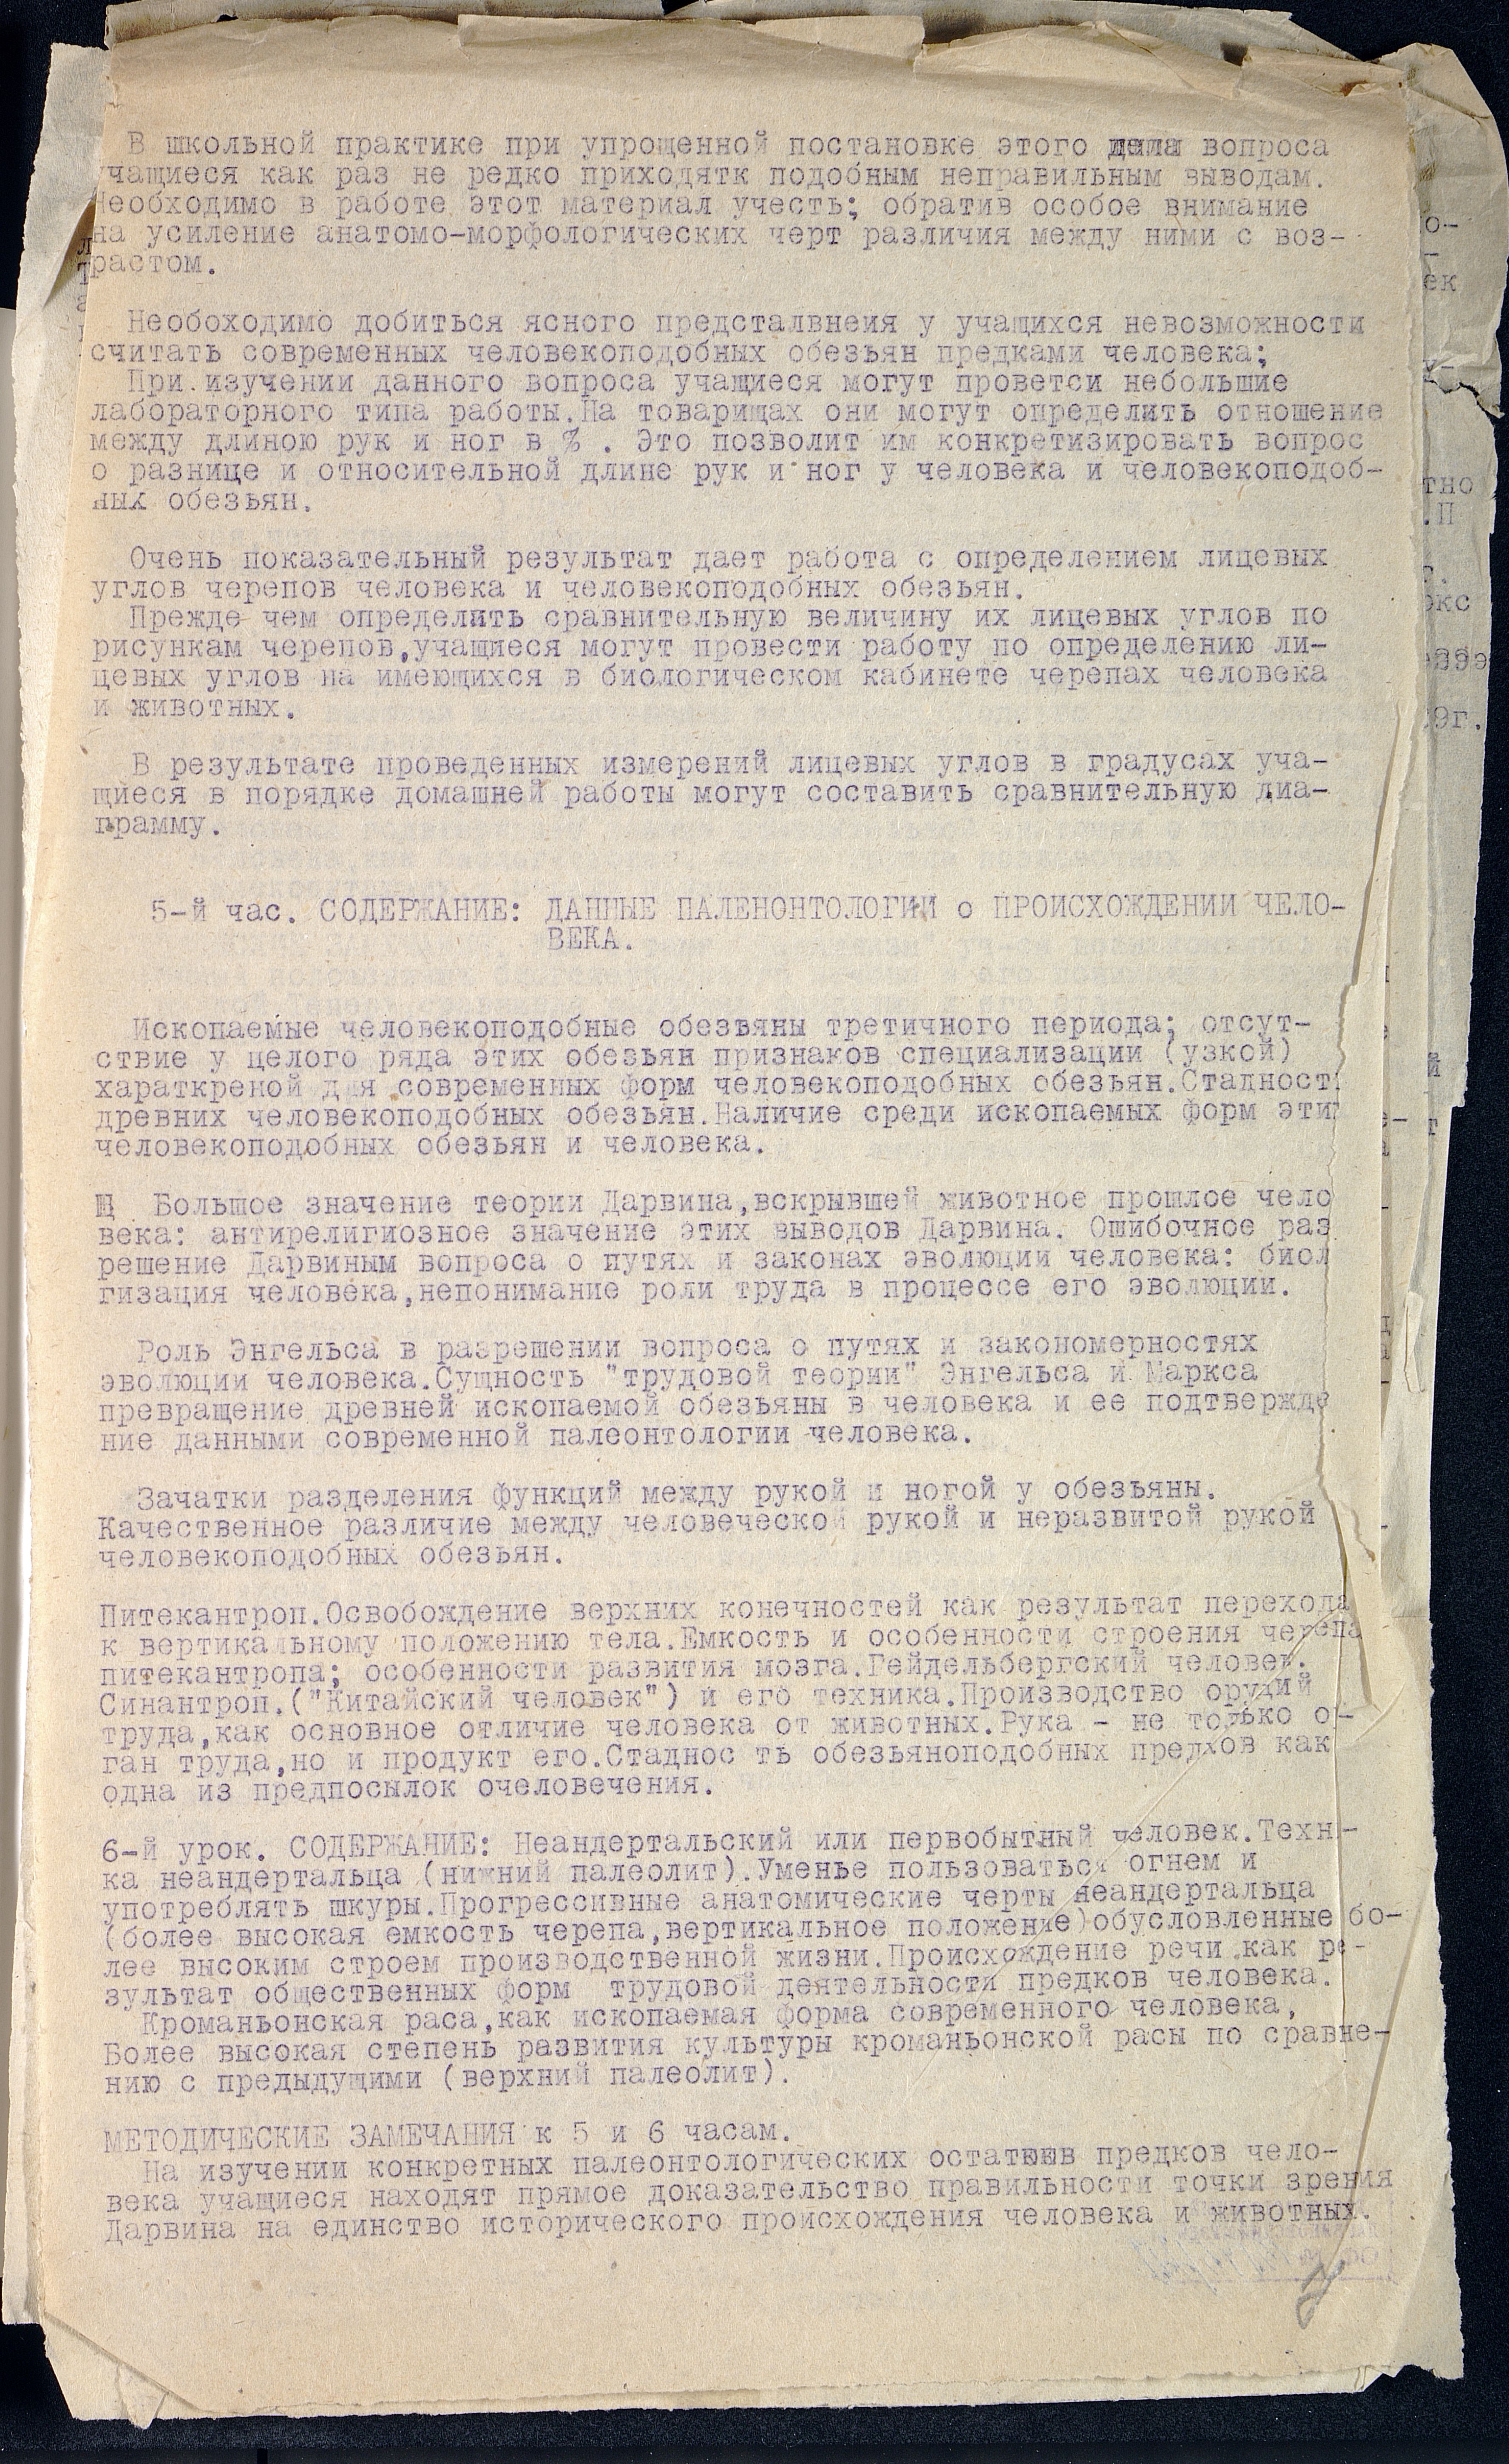 В школьной практике при упрощенной постановке этого вопроса
учащиеся как раз не редко приходятк подобным неправильным выводам.
Необходимо в работе этот материал учесть; обратив особое внимание
на усиление анатомо-морфологических черт различия между ними с воз-
растом.
Необоходимо добиться ясного предсталвнеия у учащихся невозможности
считать современных человекоподобных обезьян предками человека;
При изучении данного вопроса учащиеся могут проветси небольшие
лабораторного типа работы.На товарищах они могут определить отношение
между длиною рук и ног в % . Это позволит им конкретизировать вопрос
о разнице и относительной длине рук и ног у человека и человекоподоб-
ных обезьян.
Очень показательный результат дает работа с определением лицевых
углов черепов человека и человекоподобных обезьян.
Прежде чем определить сравнительную величину их лицевых углов по
рисункам черепов,учащиеся могут провести работу по определению ли-
цевых углов на имеющихся в биологическом кабинете черепах человека
и животных.
В результате проведенных измерений лицевых углов в градусах уча-
щиеся в порядке домашней работы могут составить сравнительную диа-
грамму.
5-й час. СОДЕРЖАНИЕ: ДАННЫЕ ПАЛЕНОНТОЛОГИИ о ПРОИСХОЖДЕНИИ ЧЕЛО-
ВЕКА.
Ископаемые человекоподобные обезвяны третичного периода; отсут-
ствие у целого ряда этих обезьян признаков специализации (узкой)
хараткреной для современных форм человекоподобных обезьян.Стадность
древних человекоподобных обезьян.Наличие среди ископаемых форм этих
человекоподобных обезьян и человека.
Большое значение теории Дарвина,вскрывшей животное прошлое чело
века: антирелигиозное значение этих выводов Дарвина. Ошибочное раз
решение Дарвиным вопроса о путях и законах эволюции человека: биол
гизация человека,непонимание роли труда в процессе его эволюции.
Роль Энгельса в разрешении вопроса о путях и закономерностях
эволюции человека.Сущность "трудовой теории" Энгельса и Маркса
превращение древней ископаемой обезьяны в человека и ее подтвержде
ние данными современной палеонтологии человека.
Зачатки разделения функций между рукой и ногой у обезьяны.
Качественное различие между человеческой рукой и неразвитой рукой
человекоподобных обезьян.
Питекантроп.Освобождение верхних конечностей как результат перехода
к вертикальному положению тела.Емкость и особенности строения черепа
питекантропа; особенности развития мозга.Гейдельбергский человек.
Синантроп.("Китайский человек") и его техника.Производство орудий
труда,как основное отличие человека от животных.Рука - не только ор-
ган труда,но и продукт его.Стаднос ть обезьяноподобных предков как
одна из предпосылок очеловечения.
6-й урок. СОДЕРЖАНИЕ: Неандертальский или первобытный человек.Техни-
ка неандертальца (нижний палеолит).Уменье пользоваться огнем и
употреблять шкуры.Прогрессивные анатомические черты неандертальца
(более высокая емкость черепа,вертикальное положение)обусловленные бо-
лее высоким строем производственной жизни.Происхождение речи как ре-
зультат общественных форм трудовой деятельности предков человека.
Кроманьонская раса,как ископаемая форма современного человека,
Более высокая степень развития культуры кроманьонской расы по сравне-
нию с предыдущими (верхний палеолит).
МЕТОДИЧЕСКИЕ ЗАМЕЧАНИЯ к 5 и 6 часам.
На изучении конкретных палеонтологических предков чело-
века учащиеся находят прямое доказательство правильности точки зрения
Дарвина на единство исторического происхождения человека и животных.